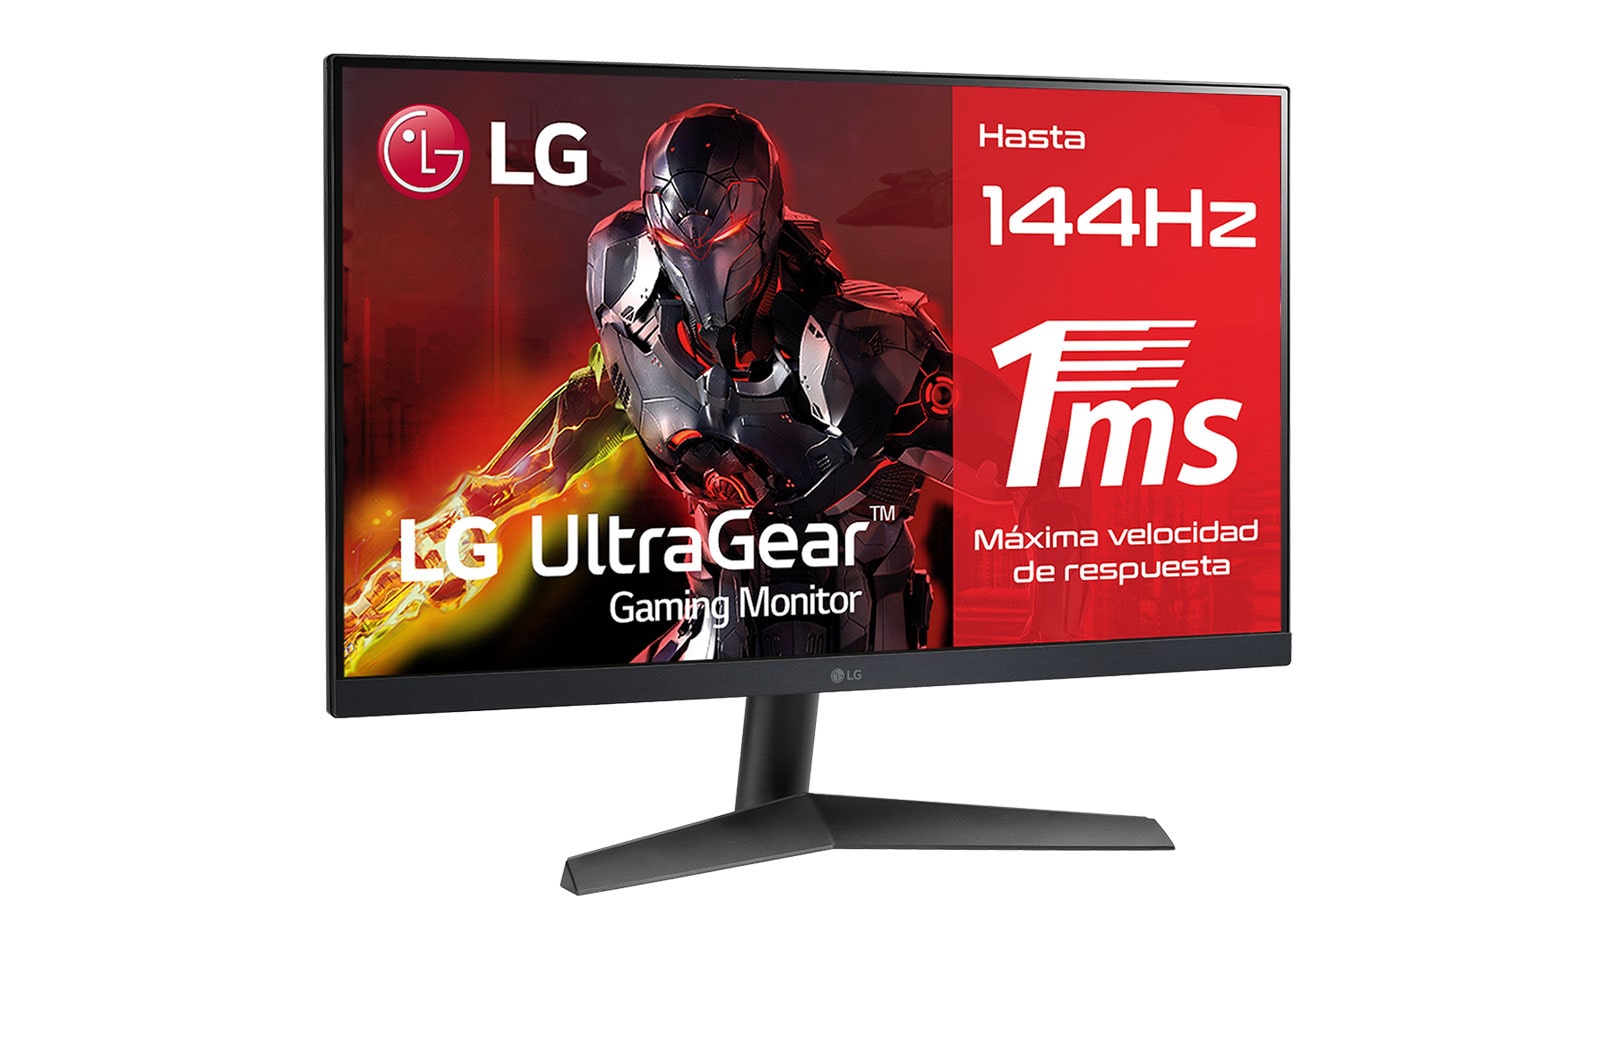 LG
Hasta
144Hz
1ms
LG UltraGear™
Gaming Monitor
Máxima velocidad
de respuesta
LG